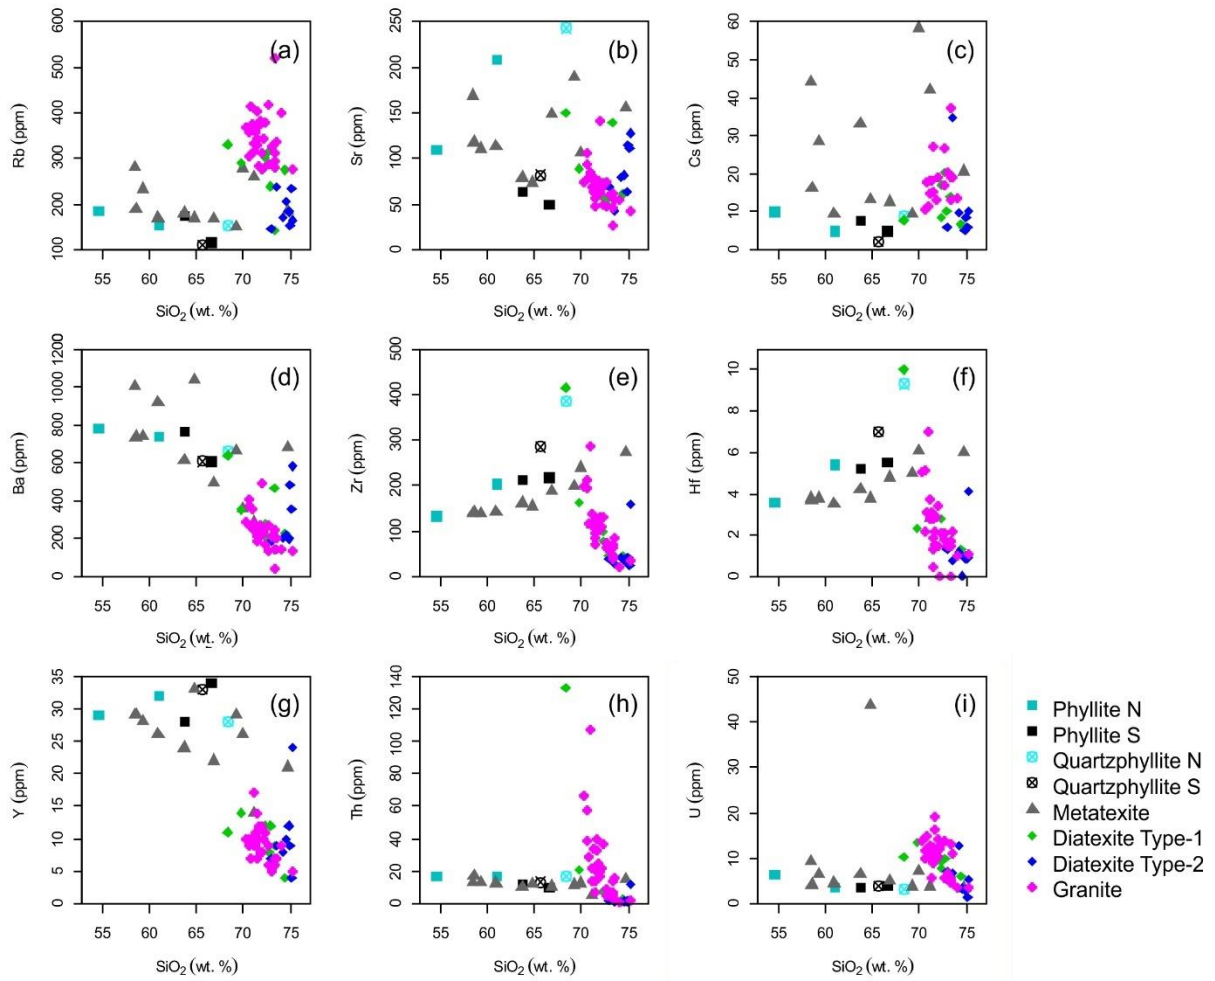 (a)
Rb (ppm)
100 200 300 400 500 600
55 60 65 70 75
SiO2 (wt. %)
(b)
Sr (ppm)
0 50 100 150 200 250
55 60 65 70 75
SiO2 (wt. %)
(c)
Cs (ppm)
0 10 20 30 40 50 60
55 60 65 70 75
SiO2 (wt. %)
(d)
Ba (ppm)
0 200 400 600 800 1000 1200
55 60 65 70 75
SiO2 (wt. %)
(e)
Zr (ppm)
0 100 200 300 400 500
55 60 65 70 75
SiO2 (wt. %)
(f)
Hf (ppm)
0 2 4 6 8 10
55 60 65 70 75
SiO2 (wt. %)
(g)
Y (ppm)
0 5 10 15 20 25 30 35
55 60 65 70 75
SiO2 (wt. %)
(h)
Th (ppm)
0 20 40 60 80 100 120 140
55 60 65 70 75
SiO2 (wt. %)
(i)
U (ppm)
0 10 20 30 40 50
55 60 65 70 75
SiO2 (wt. %)
Phyllite N
Phyllite S
Quartzphyllite N
Quartzphyllite S
Metatexite
Diatexite Type-1
Diatexite Type-2
Granite